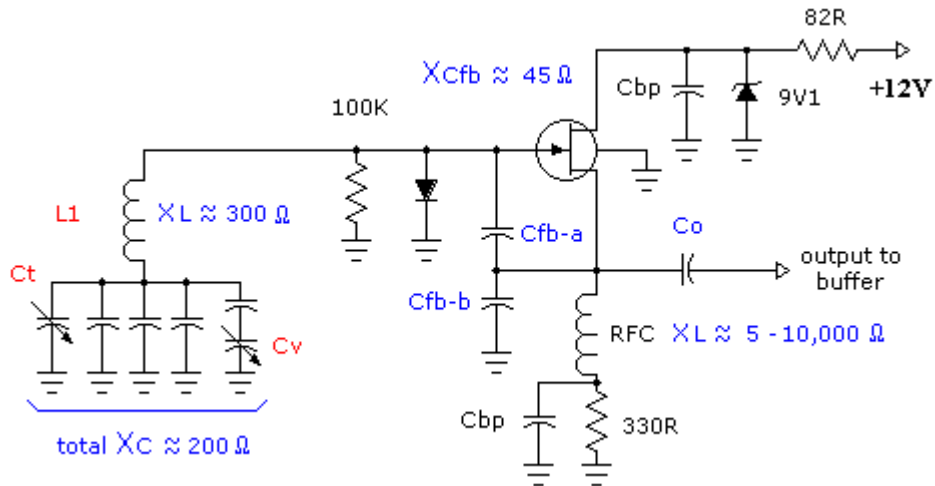 82R
+12V
XCfb ≈ 45 Ω
Cbp
9V1
100K
L1
XL ≈ 300 Ω
Cfb-a
Co
output to
buffer
Ct
Cfb-b
Cv
RFC
XL ≈ 5 - 10,000 Ω
Cbp
330R
total XC ≈ 200 Ω